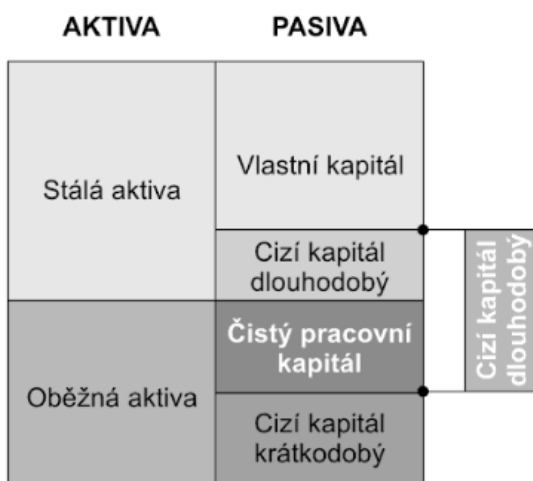 AKTIVA
PASIVA
Stálá aktiva
Vlastní kapitál
Cizí kapitál
dlouhodobý
Čistý pracovní
kapitál
Oběžná aktiva
Cizí kapitál
krátkodobý
Cizí kapitál
dlouhodobý